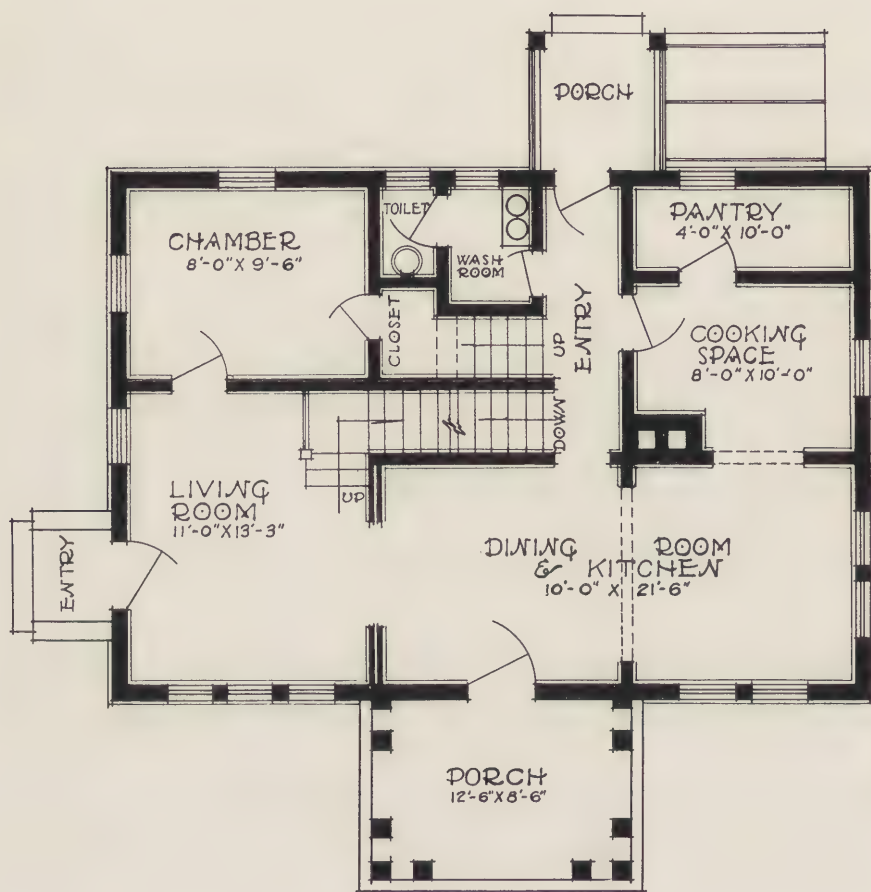 PORCH
CHAMBER
8'-0" X 9'-6"
TOILET
WASH
ROOM
PANTRY
4'-0" X 10'-0"
CLOSET
UP
ENTRY
COOKING
SPACE
8'-0" X 10'-0"
DOWN
UP
LIVING
ROOM
11'-0" X 13'-3"
ENTRY
DINING ROOM
& KITCHEN
10'-0" X 21'-6"
PORCH
12'-6" X 8'-6"